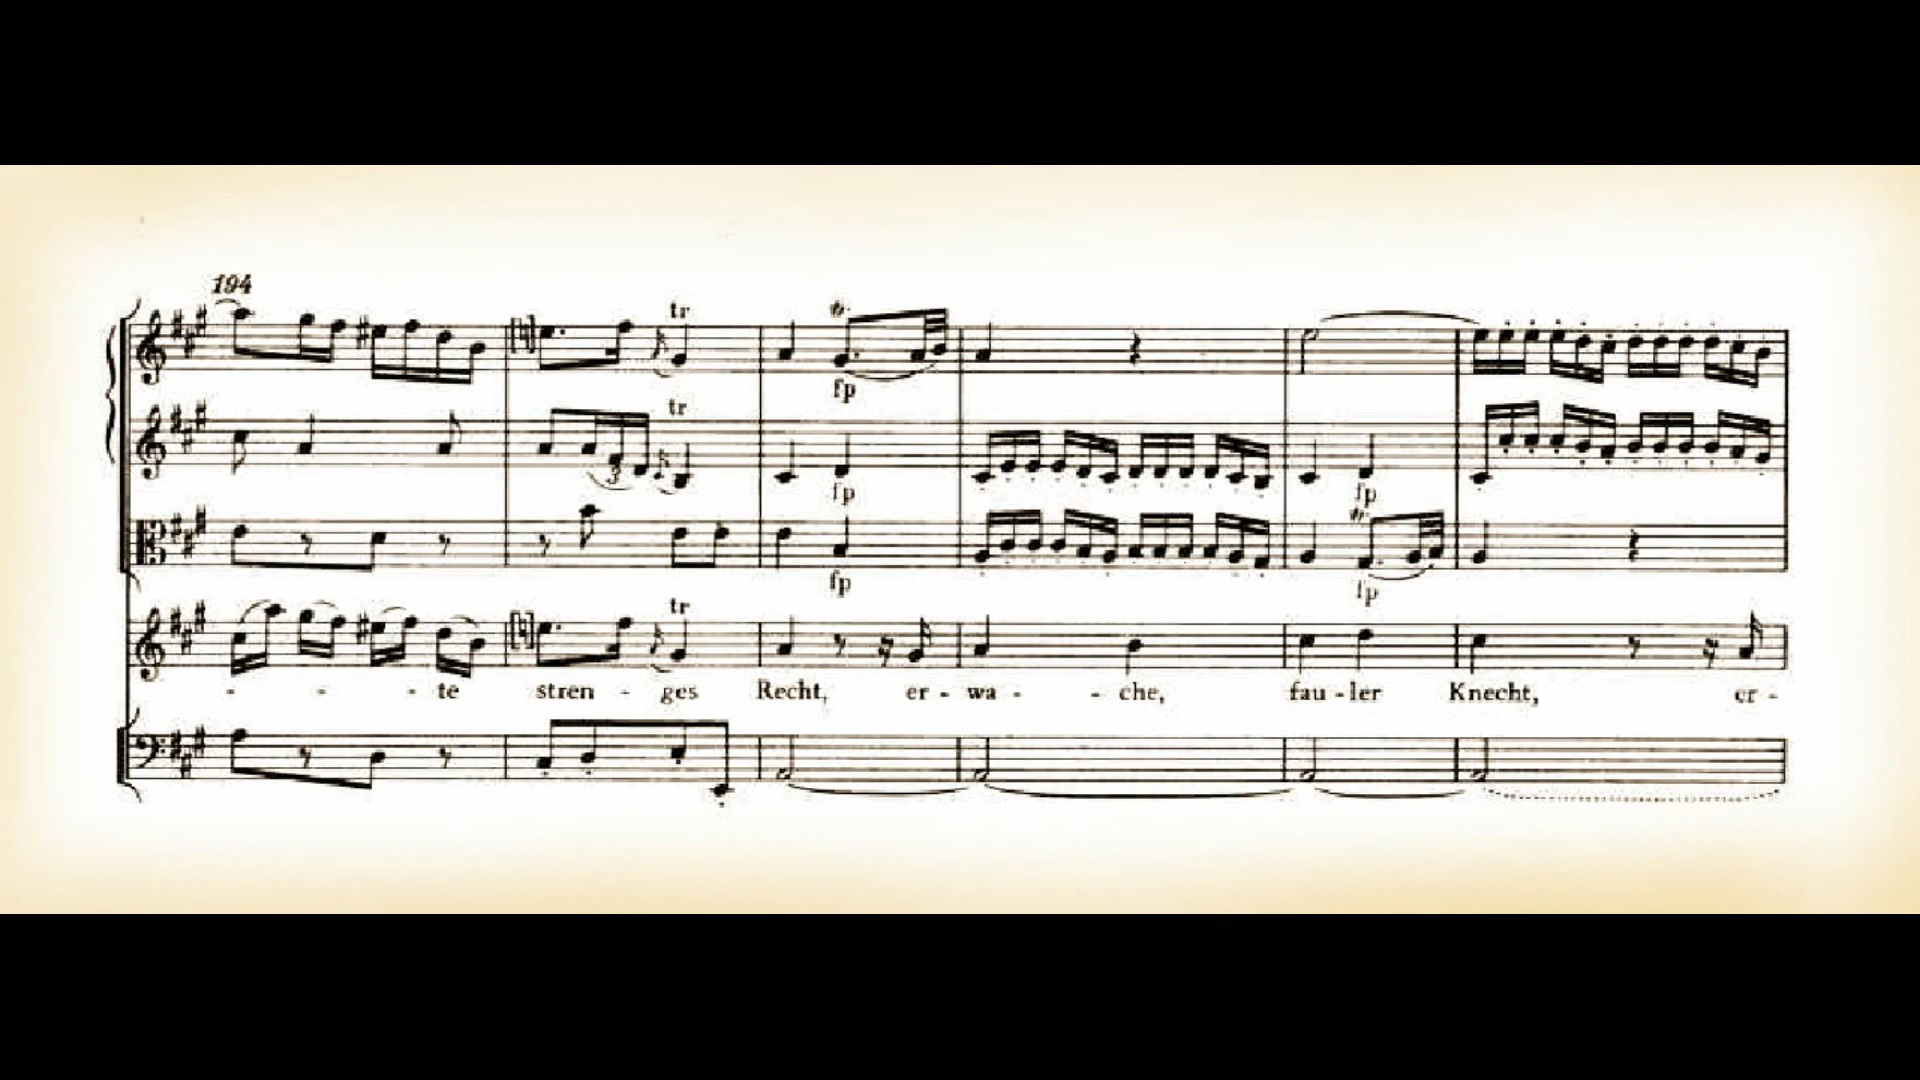 194
tr
fp
tr
3
fp
fp
fp
fp
tr
- - - te stren - ges Recht, er - wa - - che, fau - ler Knecht, er -